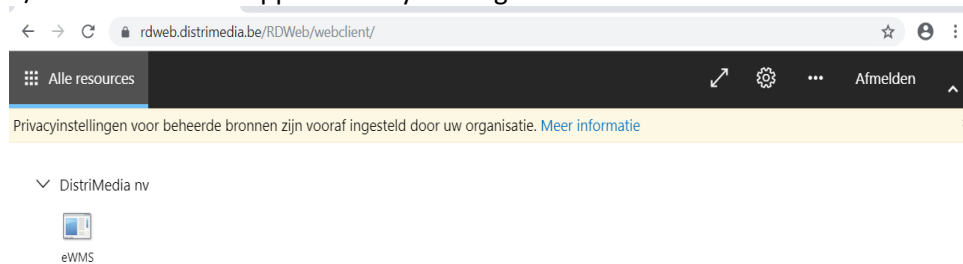 rdweb.distrimedia.be/RDWeb/webclient/
Alle resources
Afmelden
Privacyinstellingen voor beheerde bronnen zijn vooraf ingesteld door uw organisatie. Meer informatie
DistriMedia nv
eWMS